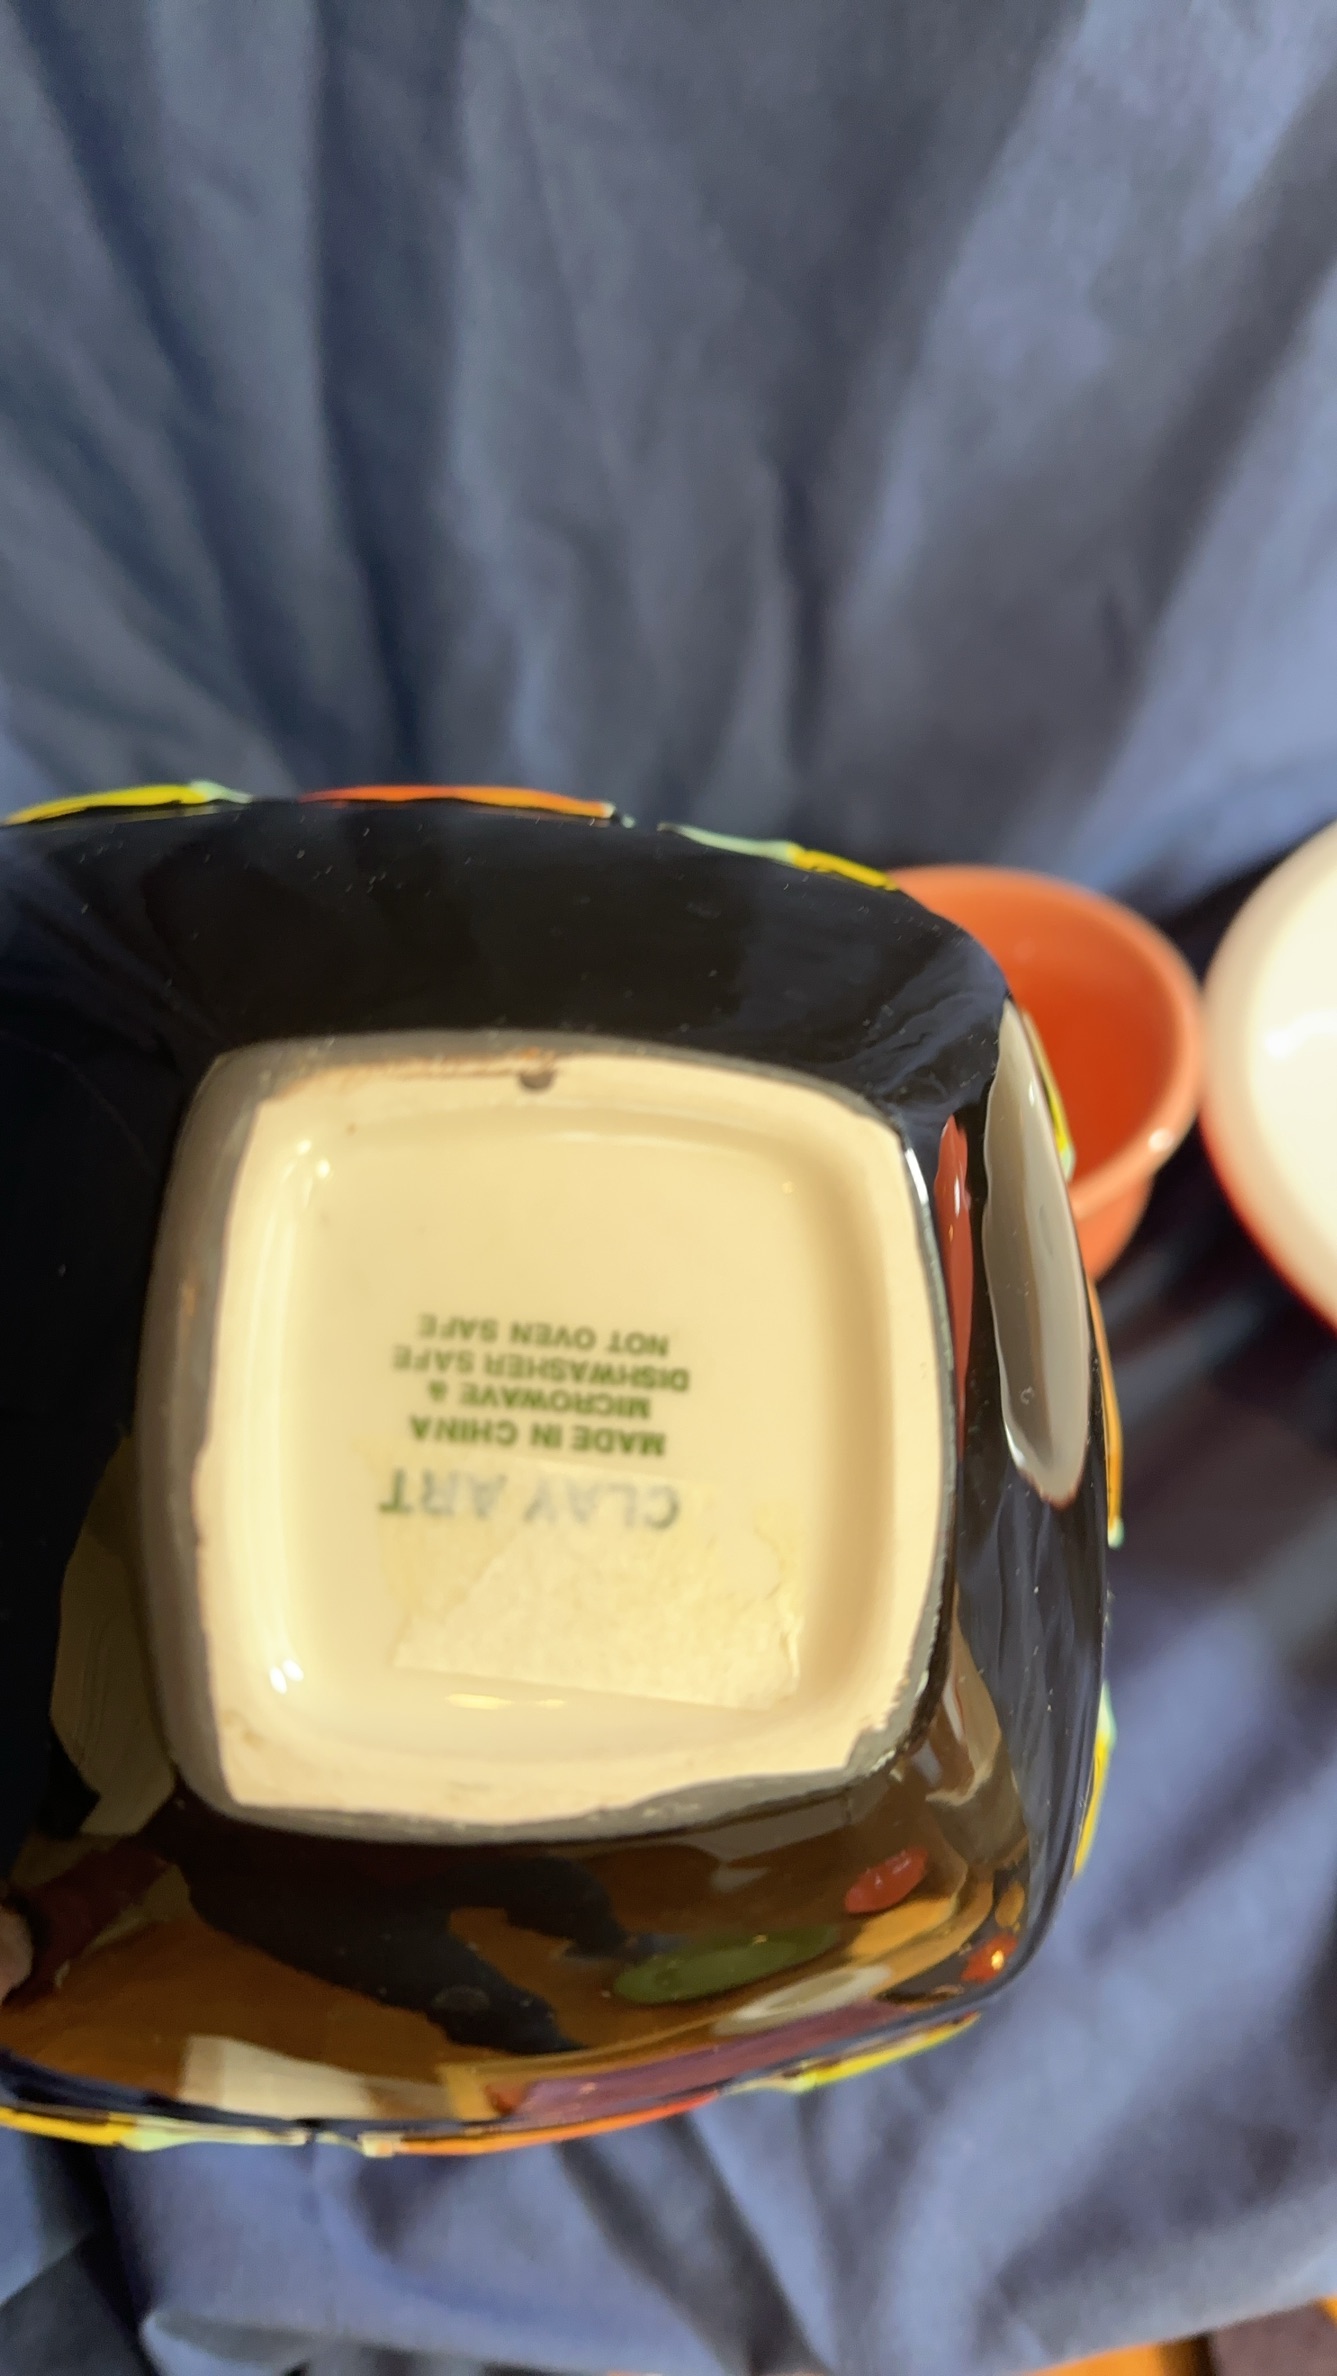 CLAY ART
MADE IN CHINA
MICROWAVE &
DISHWASHER SAFE
NOT OVEN SAFE